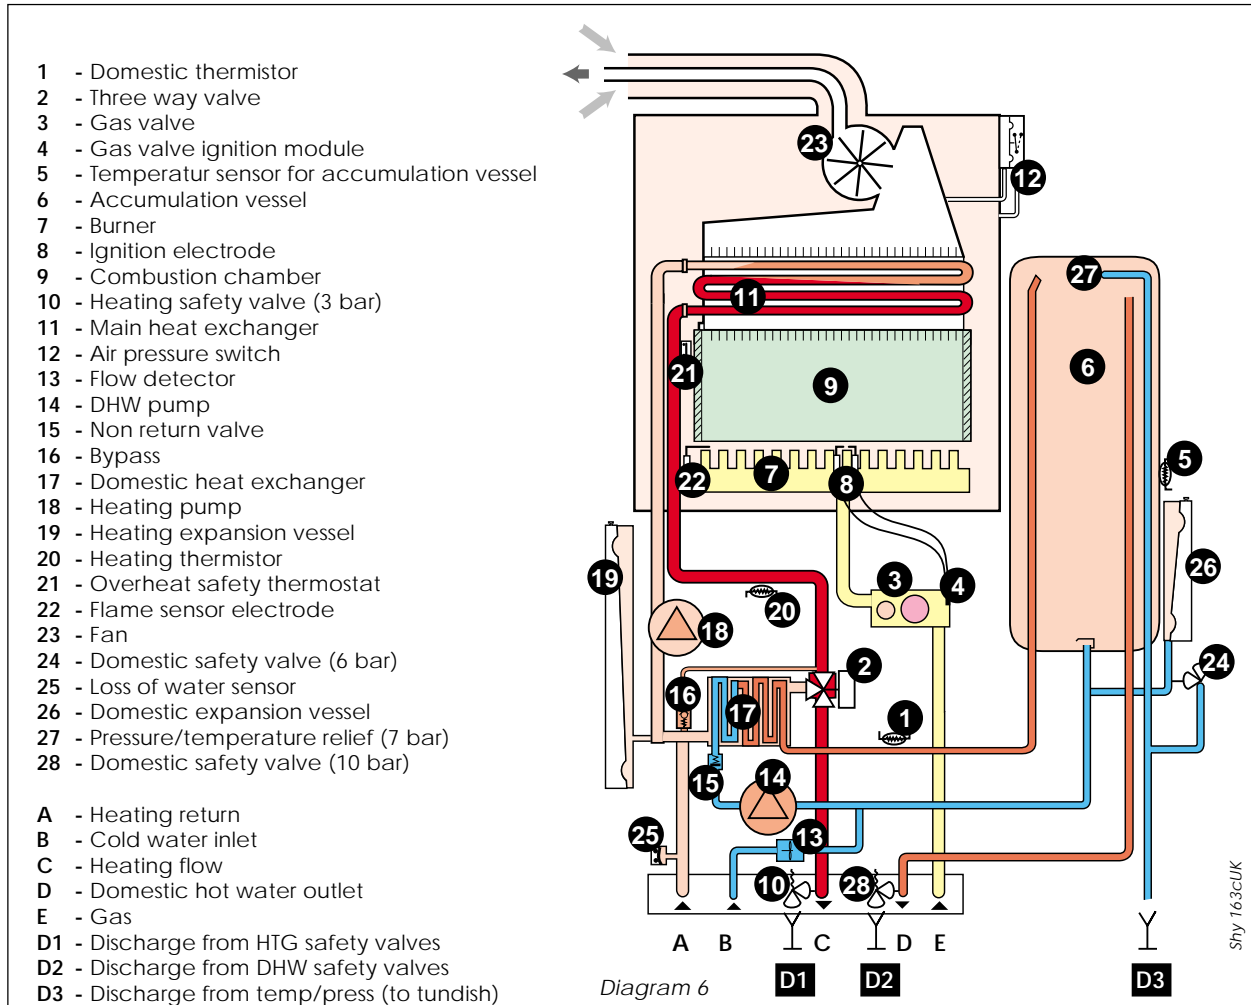 1 - Domestic thermistor
2 - Three way valve
3 - Gas valve
4 - Gas valve ignition module
5 - Temperatur sensor for accumulation vessel
6 - Accumulation vessel
7 - Burner
8 - Ignition electrode
9 - Combustion chamber
10 - Heating safety valve (3 bar)
11 - Main heat exchanger
12 - Air pressure switch
13 - Flow detector
14 - DHW pump
15 - Non return valve
16 - Bypass
17 - Domestic heat exchanger
18 - Heating pump
19 - Heating expansion vessel
20 - Heating thermistor
21 - Overheat safety thermostat
22 - Flame sensor electrode
23 - Fan
24 - Domestic safety valve (6 bar)
25 - Loss of water sensor
26 - Domestic expansion vessel
27 - Pressure/temperature relief (7 bar)
28 - Domestic safety valve (10 bar)
A - Heating return
B - Cold water inlet
C - Heating flow
D - Domestic hot water outlet
E - Gas
D1 - Discharge from HTG safety valves
D2 - Discharge from DHW safety valves
D3 - Discharge from temp/press (to tundish)
23
12
27
11
21
9
6
5
22
7
8
19
3
4
26
20
18
2
24
16
17
1
15
14
25
13
10
28
A B C D E
D1 D2 D3
Diagram 6
Shy 163cUK